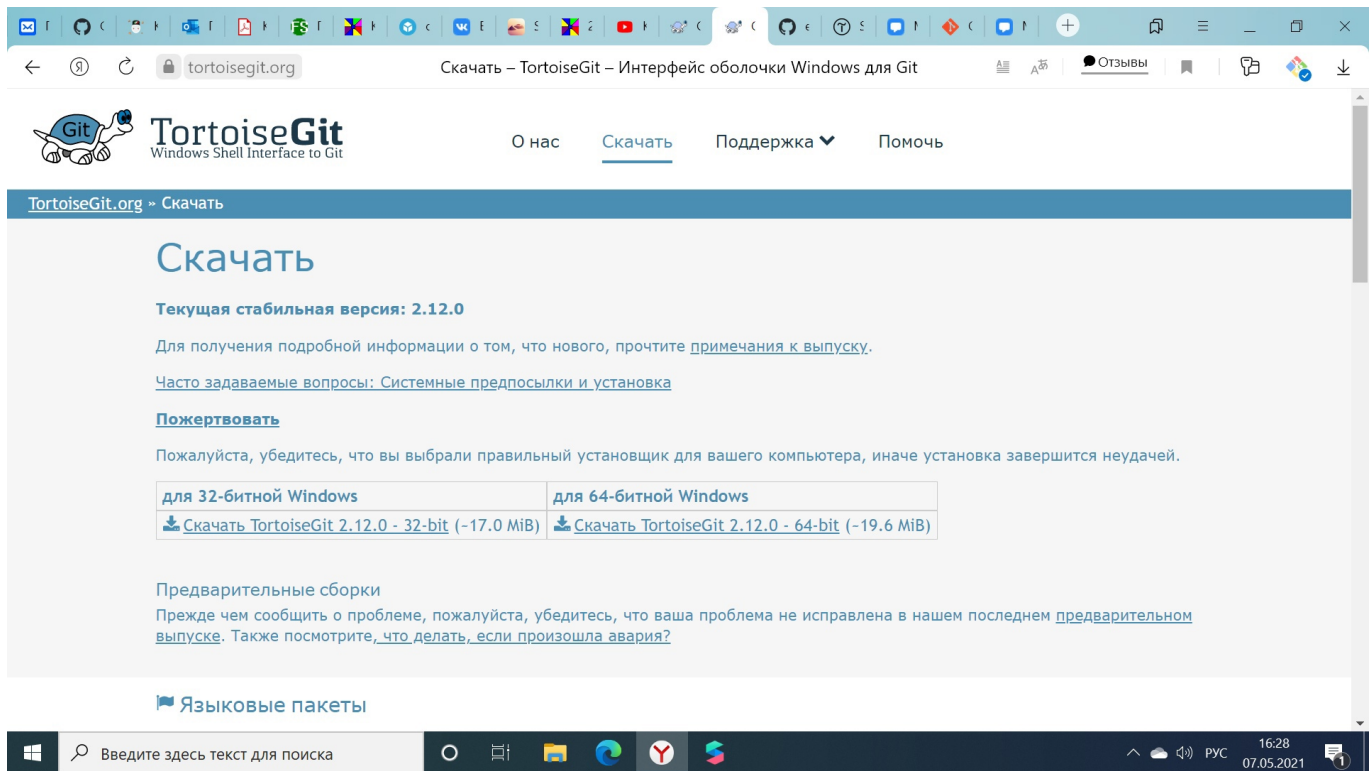 tortoisegit.org
Скачать – TortoiseGit – Интерфейс оболочки Windows для Git
Отзывы
Git
TortoiseGit
Windows Shell Interface to Git
О нас
Скачать
Поддержка
Помочь
TortoiseGit.org » Скачать
Скачать
Текущая стабильная версия: 2.12.0
Для получения подробной информации о том, что нового, прочтите примечания к выпуску.
Часто задаваемые вопросы: Системные предпосылки и установка
Пожертвовать
Пожалуйста, убедитесь, что вы выбрали правильный установщик для вашего компьютера, иначе установка завершится неудачей.
для 32-битной Windows
для 64-битной Windows
Скачать TortoiseGit 2.12.0 - 32-bit (~17.0 MiB)
Скачать TortoiseGit 2.12.0 - 64-bit (~19.6 MiB)
Предварительные сборки
Прежде чем сообщить о проблеме, пожалуйста, убедитесь, что ваша проблема не исправлена в нашем последнем предварительном
выпуске. Также посмотрите, что делать, если произошла авария?
Языковые пакеты
Введите здесь текст для поиска
РУС
16:28
07.05.2021
1